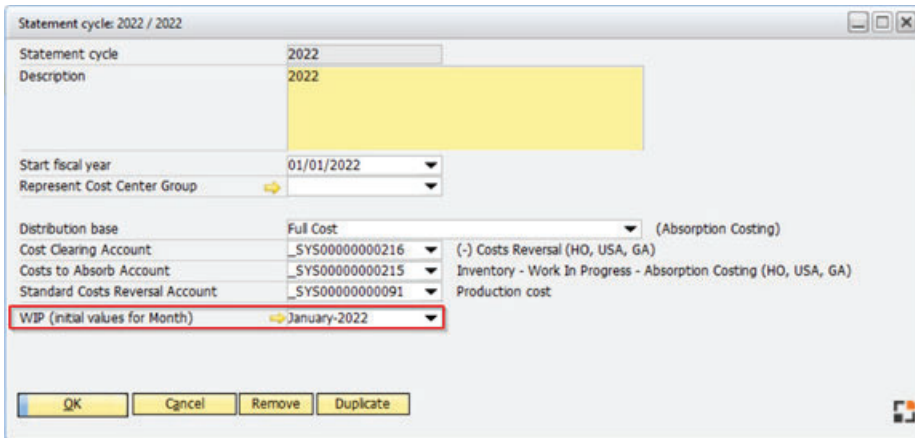 Statement cycle: 2022 / 2022
Statement cycle 2022
Description 2022
Start fiscal year 01/01/2022
Represent Cost Center Group
Distribution base Full Cost (Absorption Costing)
Cost Clearing Account _SYS00000000216 (-) Costs Reversal (HO, USA, GA)
Costs to Absorb Account _SYS00000000215 Inventory - Work In Progress - Absorption Costing (HO, USA, GA)
Standard Costs Reversal Account _SYS00000000091 Production cost
WIP (initial values for Month) January-2022
OK Cancel Remove Duplicate